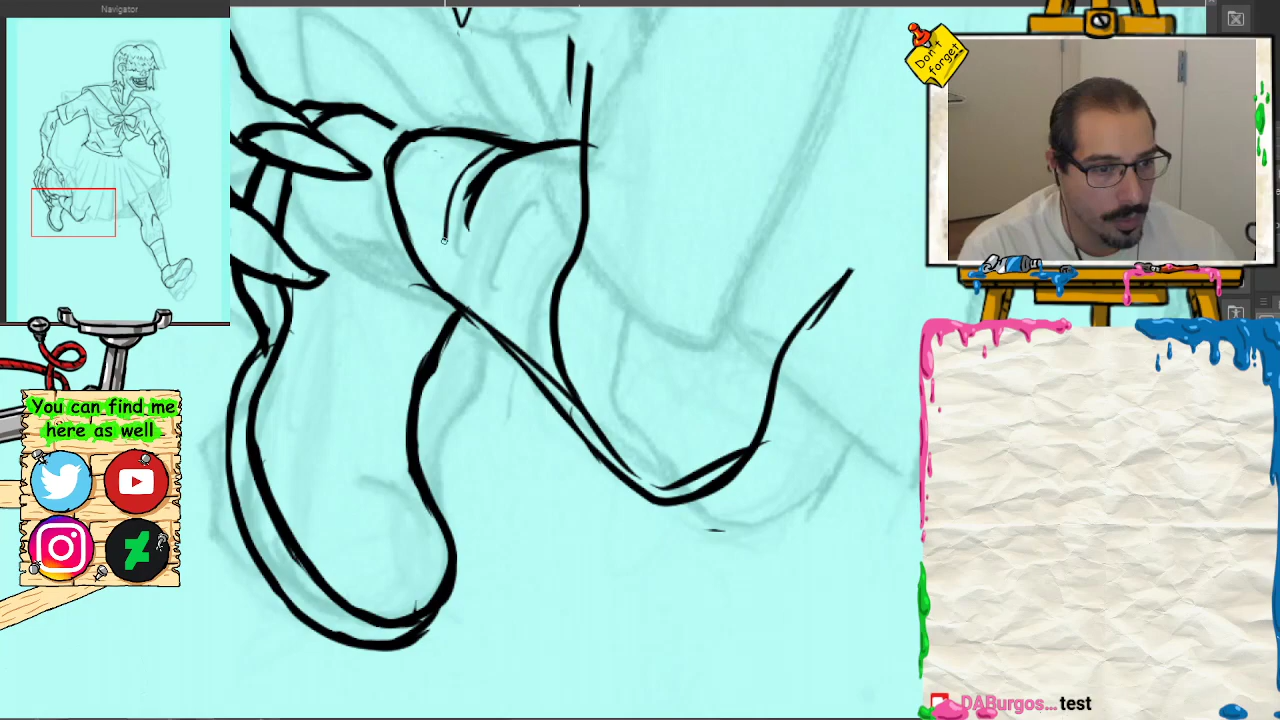 Navigator
Don't
forget
You can find me
here as well
DABurgos... test